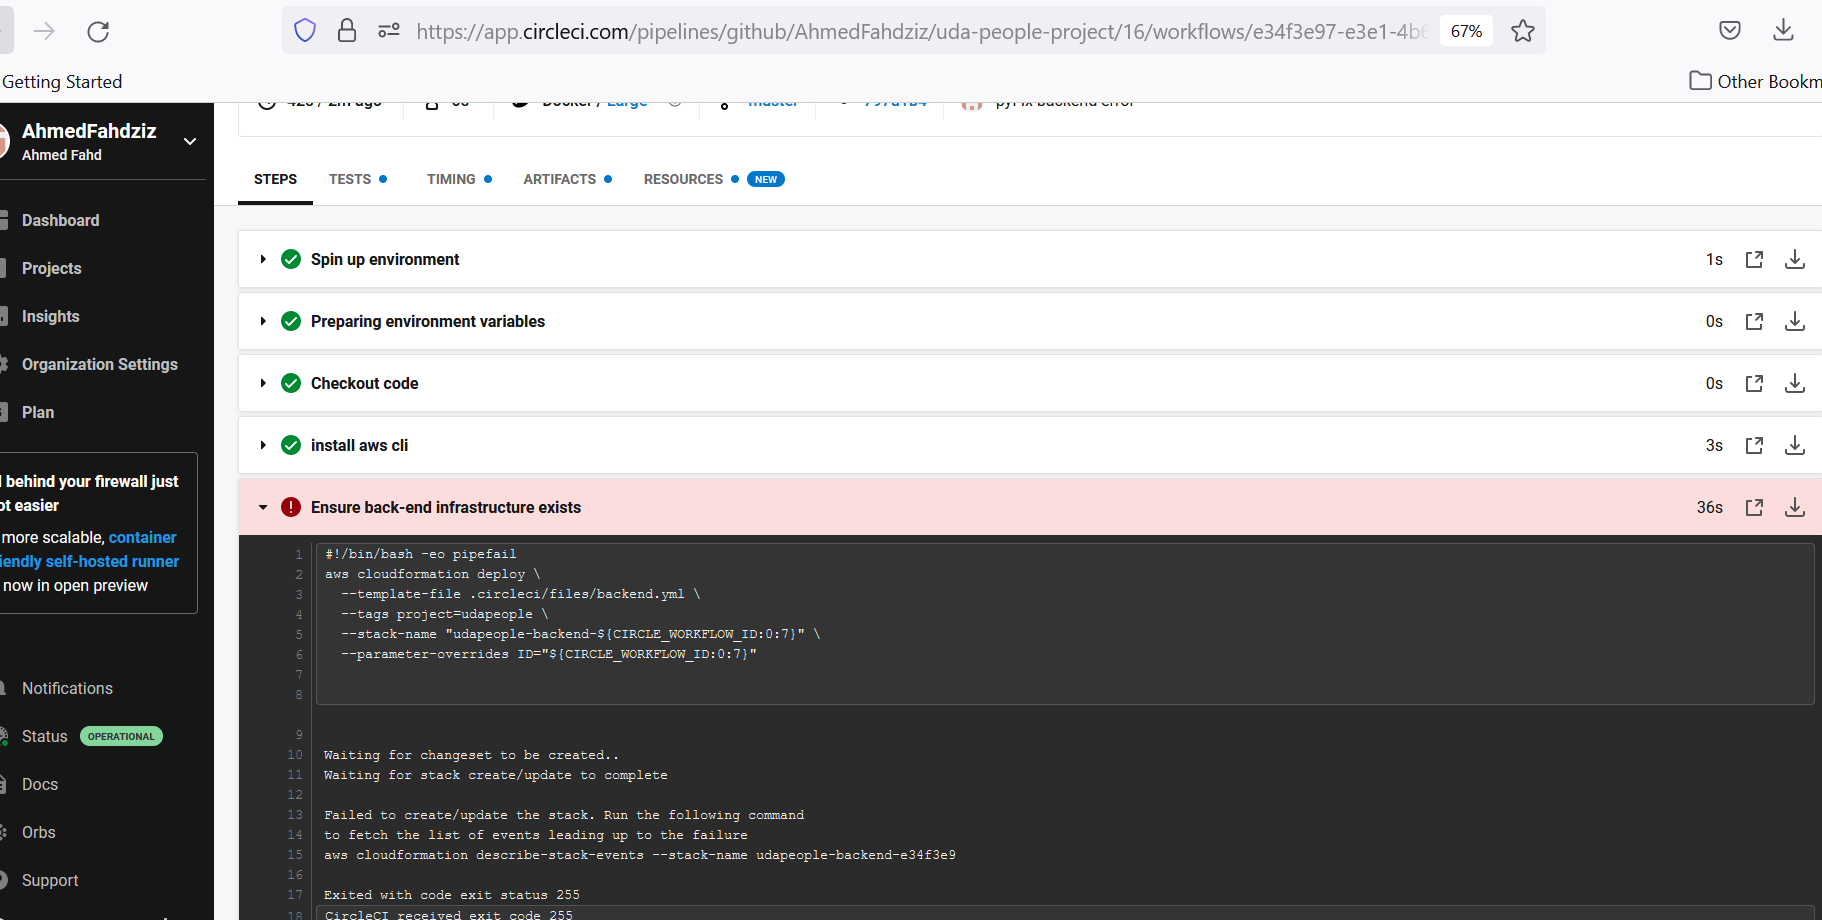 https://app.circleci.com/pipelines/github/AhmedFahdziz/uda-people-project/16/workflows/e34f3e97-e3e1-4b6
67%
Getting Started
Other Bookm
AhmedFahdziz
Ahmed Fahd
Docker / Large
master
797a1b4
STEPS
TESTS
TIMING
ARTIFACTS
RESOURCES
NEW
Dashboard
Projects
Insights
Organization Settings
Plan
behind your firewall just
ot easier
more scalable, container
iendly self-hosted runner
now in open preview
Notifications
Status OPERATIONAL
Docs
Orbs
Support
Spin up environment 1s
Preparing environment variables 0s
Checkout code 0s
install aws cli 3s
Ensure back-end infrastructure exists 36s
1 #!/bin/bash -eo pipefail
2 aws cloudformation deploy \
3 --template-file .circleci/files/backend.yml \
4 --tags project=udapeople \
5 --stack-name "udapeople-backend-${CIRCLE_WORKFLOW_ID:0:7}" \
6 --parameter-overrides ID="${CIRCLE_WORKFLOW_ID:0:7}"
7
8
9
10 Waiting for changeset to be created..
11 Waiting for stack create/update to complete
12
13 Failed to create/update the stack. Run the following command
14 to fetch the list of events leading up to the failure
15 aws cloudformation describe-stack-events --stack-name udapeople-backend-e34f3e9
16
17 Exited with code exit status 255
18 CircleCI received exit code 255